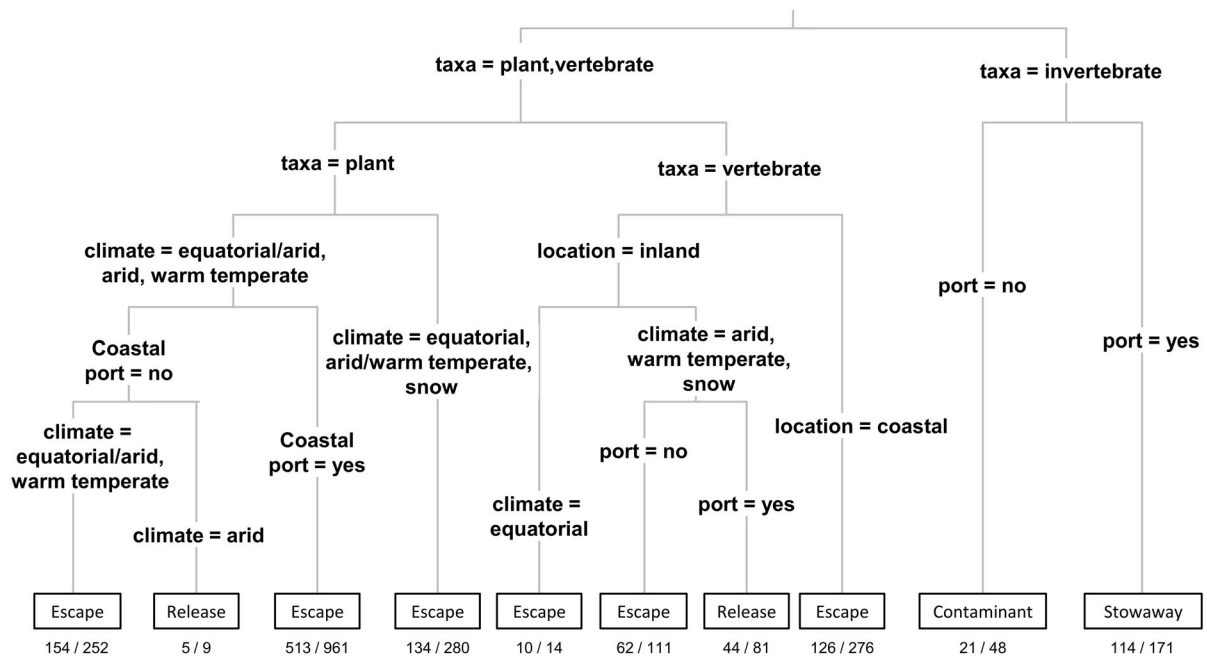 taxa = plant,vertebrate
taxa = invertebrate
taxa = plant
taxa = vertebrate
climate = equatorial/arid,
arid, warm temperate
location = inland
port = no
Coastal
port = no
climate = equatorial,
arid/warm temperate,
snow
climate = arid,
warm temperate,
snow
port = yes
climate =
equatorial/arid,
warm temperate
Coastal
port = yes
port = no
location = coastal
climate = arid
climate =
equatorial
port = yes
Escape
Release
Escape
Escape
Escape
Escape
Release
Escape
Contaminant
Stowaway
154 / 252
5 / 9
513 / 961
134 / 280
10 / 14
62 / 111
44 / 81
126 / 276
21 / 48
114 / 171